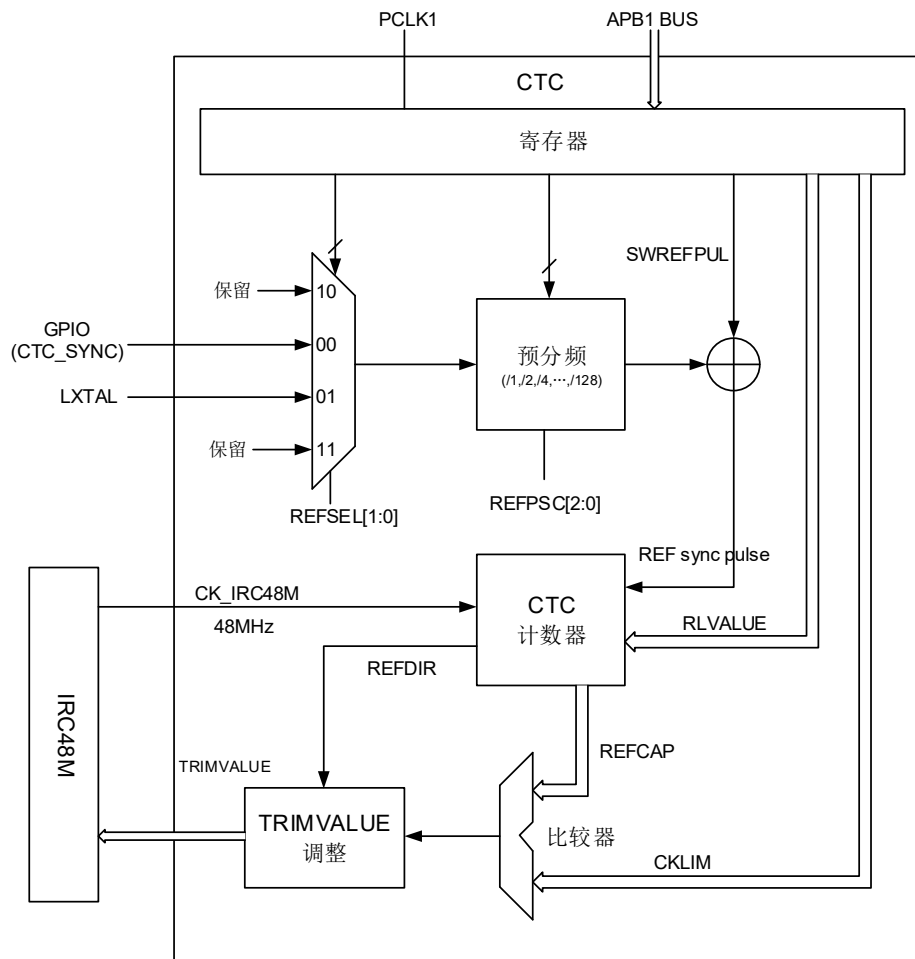 PCLK1
APB1 BUS
CTC
寄存器
SWREFPUL
保留
10
GPIO
(CTC_SYNC)
00
预分频
(/1,/2,/4,···,/128)
LXTAL
01
保留
11
REFSEL[1:0]
REFPSC[2:0]
REF sync pulse
CK_IRC48M
48MHz
CTC
计数器
RLVALUE
REFDIR
IRC48M
REFCAP
TRIMVALUE
TRIMVALUE
调整
比较器
CKLIM